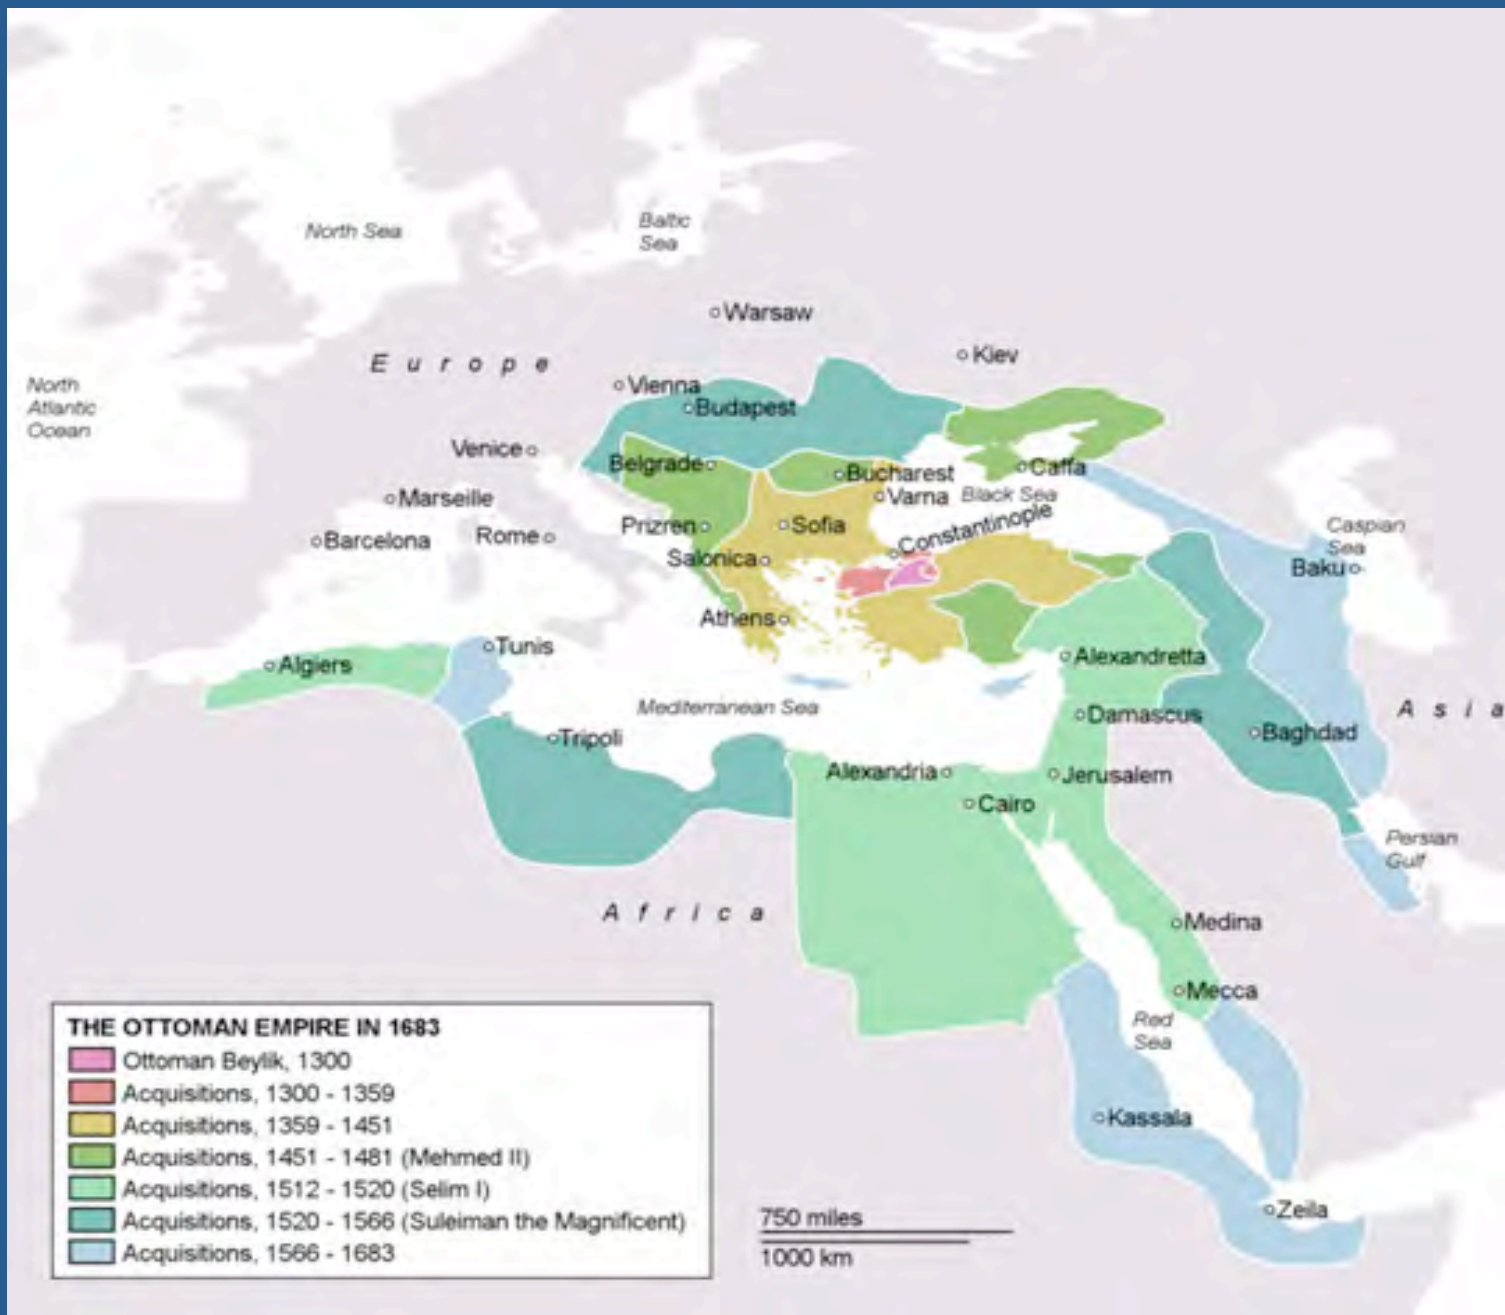 North Sea
Baltic
Sea
Warsaw
Kiev
Europe
North
Atlantic
Ocean
Vienna
Budapest
Venice
Belgrade
Bucharest
Caffa
Marseille
Varna
Black Sea
Barcelona
Rome
Prizren
Sofia
Constantinople
Caspian
Sea
Salonica
Baku
Athens
Tunis
Algiers
Alexandretta
Mediterranean Sea
Damascus
Asia
Tripoli
Baghdad
Alexandria
Jerusalem
Cairo
Persian
Gulf
Africa
Medina
Mecca
Red
Sea
Kassala
Zeila
THE OTTOMAN EMPIRE IN 1683
Ottoman Beylik, 1300
Acquisitions, 1300 - 1359
Acquisitions, 1359 - 1451
Acquisitions, 1451 - 1481 (Mehmed II)
Acquisitions, 1512 - 1520 (Selim I)
Acquisitions, 1520 - 1566 (Suleiman the Magnificent)
Acquisitions, 1566 - 1683
750 miles
1000 km